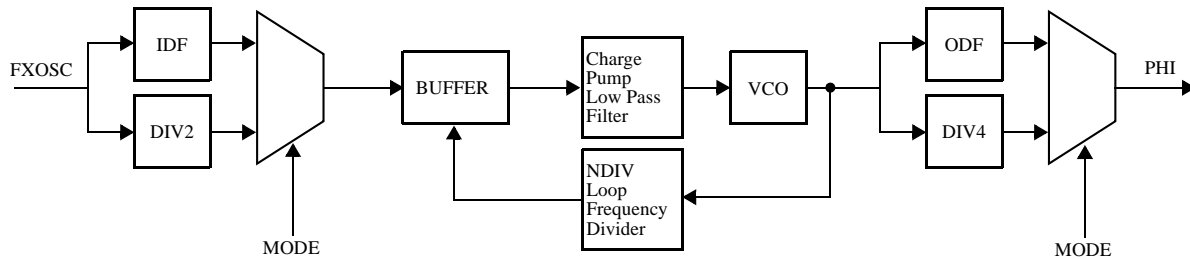 FXOSC
IDF
DIV2
MODE
BUFFER
Charge
Pump
Low Pass
Filter
NDIV
Loop
Frequency
Divider
VCO
ODF
DIV4
MODE
PHI